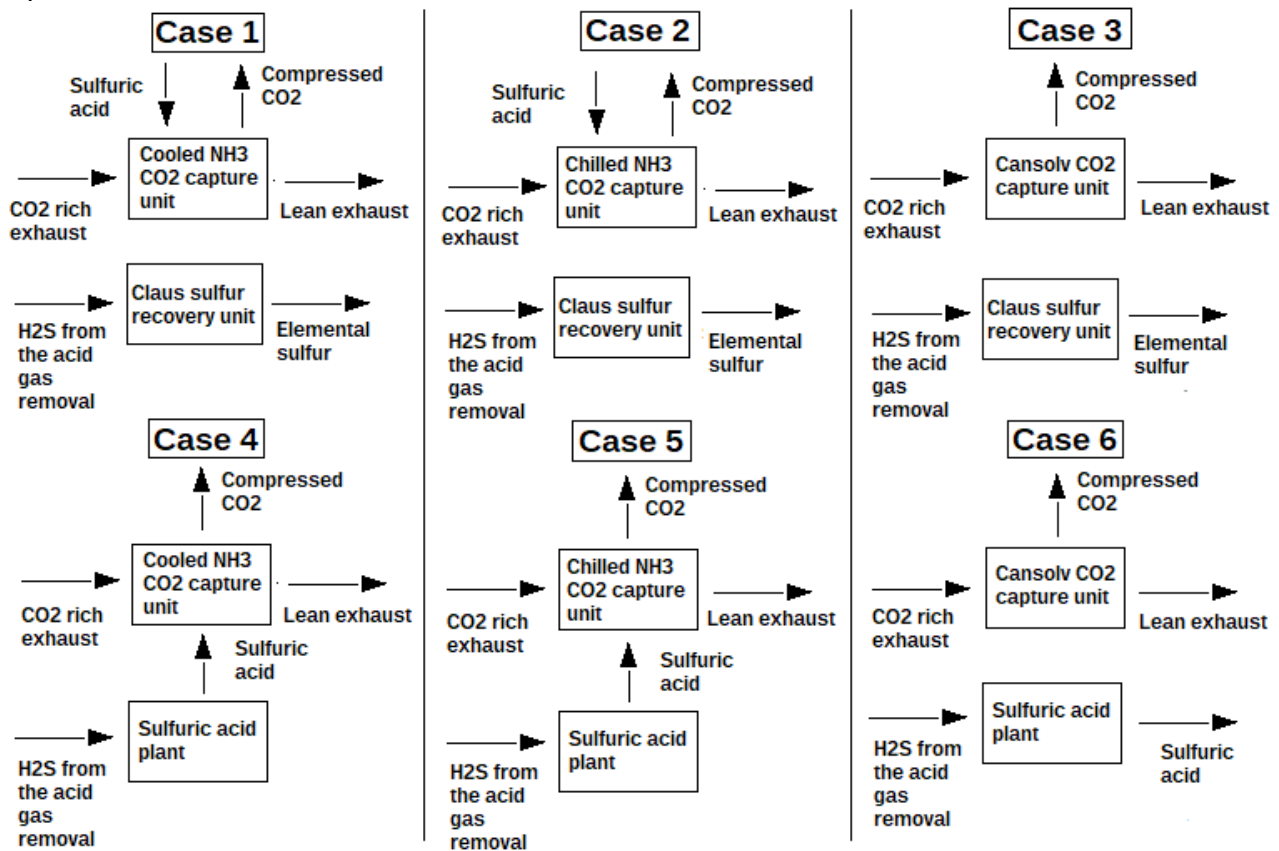 Case 1
Sulfuric
acid
Compressed
CO2
Cooled NH3
CO2 capture
unit
CO2 rich
exhaust
Lean exhaust
Claus sulfur
recovery unit
H2S from
the acid
gas
removal
Elemental
sulfur
Case 2
Sulfuric
acid
Compressed
CO2
Chilled NH3
CO2 capture
unit
CO2 rich
exhaust
Lean exhaust
Claus sulfur
recovery unit
H2S from
the acid
gas
removal
Elemental
sulfur
Case 3
Compressed
CO2
Cansolv CO2
capture unit
CO2 rich
exhaust
Lean exhaust
Claus sulfur
recovery unit
H2S from
the acid
gas
removal
Elemental
sulfur
Case 4
Compressed
CO2
Cooled NH3
CO2 capture
unit
CO2 rich
exhaust
Lean exhaust
Sulfuric
acid
Sulfuric acid
plant
H2S from
the acid
gas
removal
Case 5
Compressed
CO2
Chilled NH3
CO2 capture
unit
CO2 rich
exhaust
Lean exhaust
Sulfuric
acid
Sulfuric acid
plant
H2S from
the acid
gas
removal
Case 6
Compressed
CO2
Cansolv CO2
capture unit
CO2 rich
exhaust
Lean exhaust
Sulfuric acid
plant
H2S from
the acid
gas
removal
Sulfuric
acid